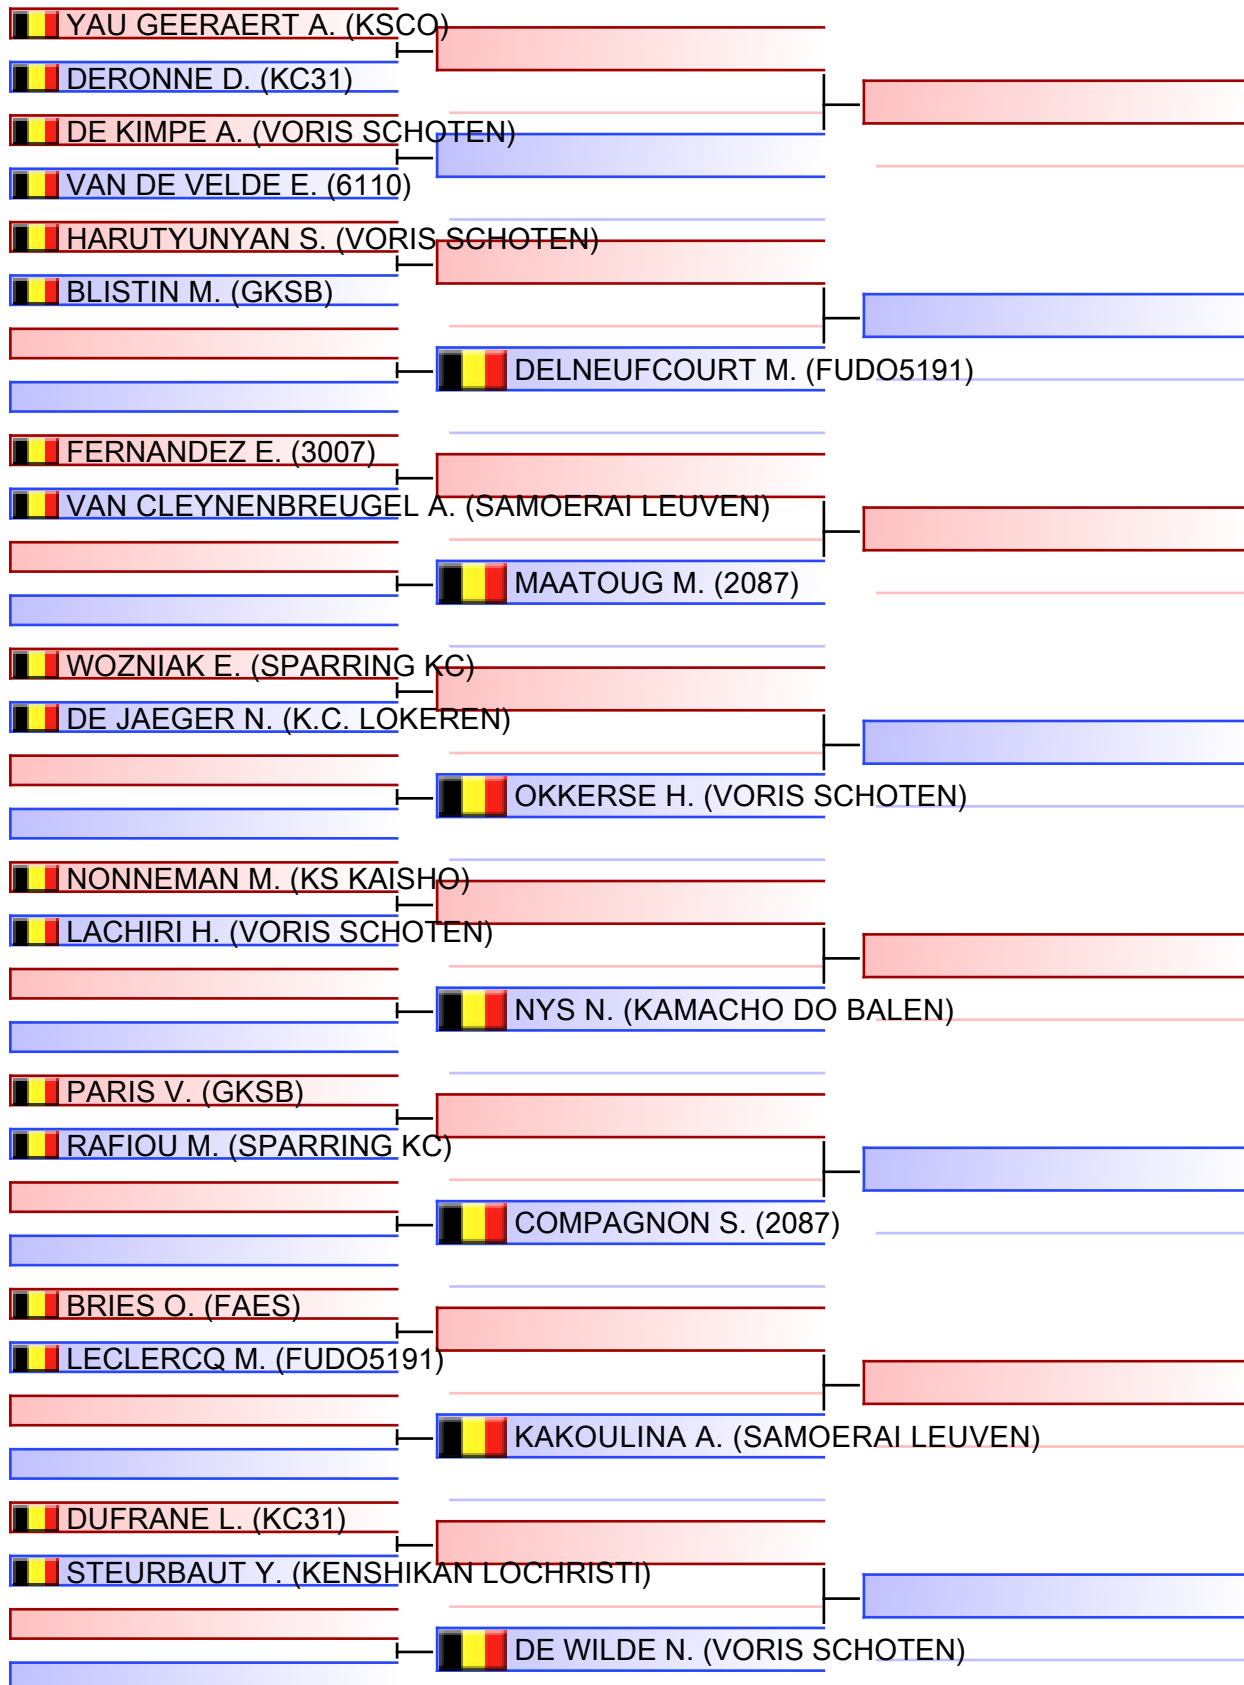 YAU GEERAERT A. (KSCO)
DERONNE D. (KC31)
DE KIMPE A. (VORIS SCHOTEN)
VAN DE VELDE E. (6110)
HARUTYUNYAN S. (VORIS SCHOTEN)
BLISTIN M. (GKSB)
DELNEUFCOURT M. (FUDO5191)
FERNANDEZ E. (3007)
VAN CLEYNENBREUGEL A. (SAMOERAI LEUVEN)
MAATOUG M. (2087)
WOZNIAK E. (SPARRING KC)
DE JAEGER N. (K.C. LOKEREN)
OKKERSE H. (VORIS SCHOTEN)
NONNEMAN M. (KS KAISHO)
LACHIRI H. (VORIS SCHOTEN)
NYS N. (KAMACHO DO BALEN)
PARIS V. (GKSB)
RAFIOU M. (SPARRING KC)
COMPAGNON S. (2087)
BRIES O. (FAES)
LECLERCQ M. (FUDO5191)
KAKOULINA A. (SAMOERAI LEUVEN)
DUFRANE L. (KC31)
STEURBAUT Y. (KENSHIKAN LOCHRISTI)
DE WILDE N. (VORIS SCHOTEN)